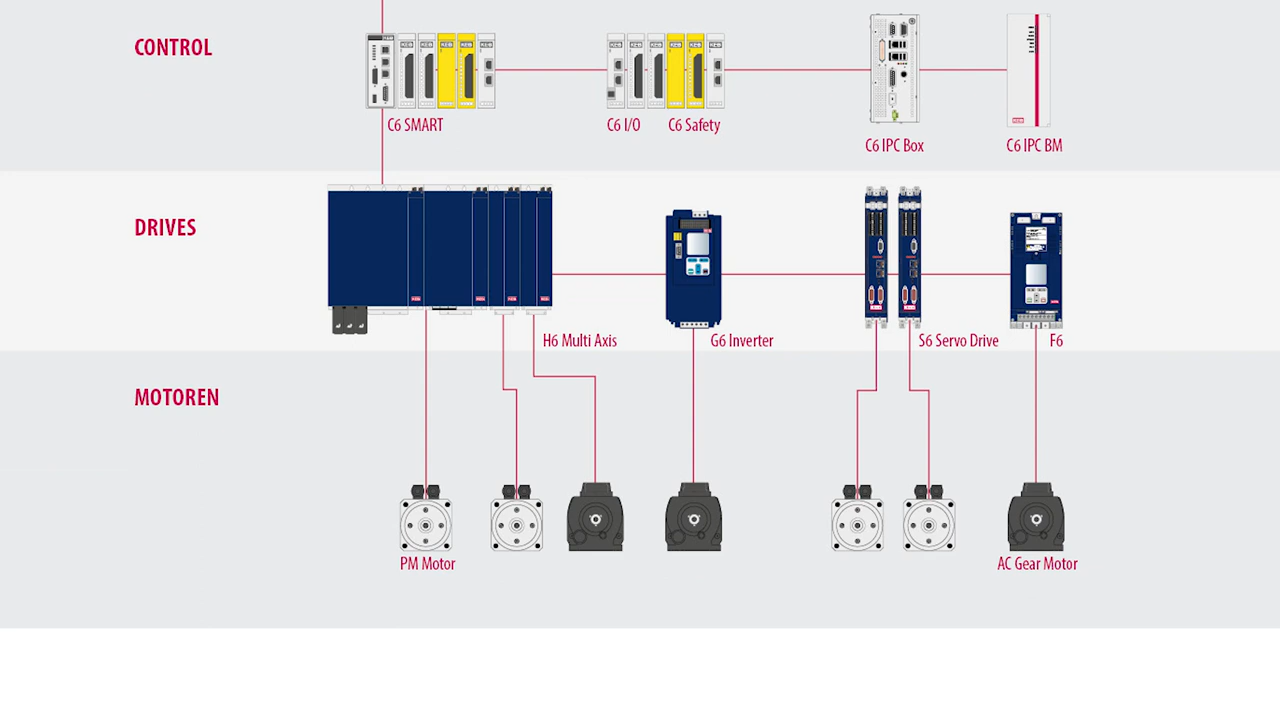 CONTROL
C6 SMART
C6 I/O
C6 Safety
C6 IPC Box
C6 IPC BM
DRIVES
H6 Multi Axis
G6 Inverter
S6 Servo Drive
F6
MOTOREN
PM Motor
AC Gear Motor